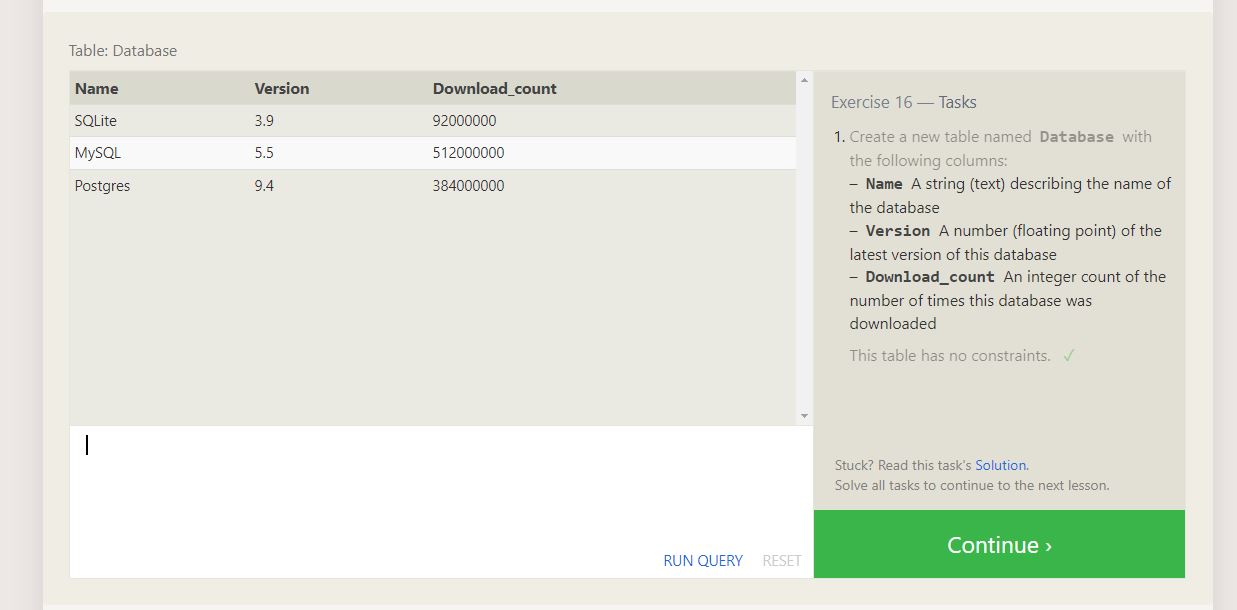 Table: Database
Name Version Download_count
SQLite 3.9 92000000
MySQL 5.5 512000000
Postgres 9.4 384000000
Exercise 16 — Tasks
1. Create a new table named Database with
the following columns:
– Name A string (text) describing the name of
the database
– Version A number (floating point) of the
latest version of this database
– Download_count An integer count of the
number of times this database was
downloaded
This table has no constraints. ✓
Stuck? Read this task's Solution.
Solve all tasks to continue to the next lesson.
RUN QUERY RESET
Continue ›